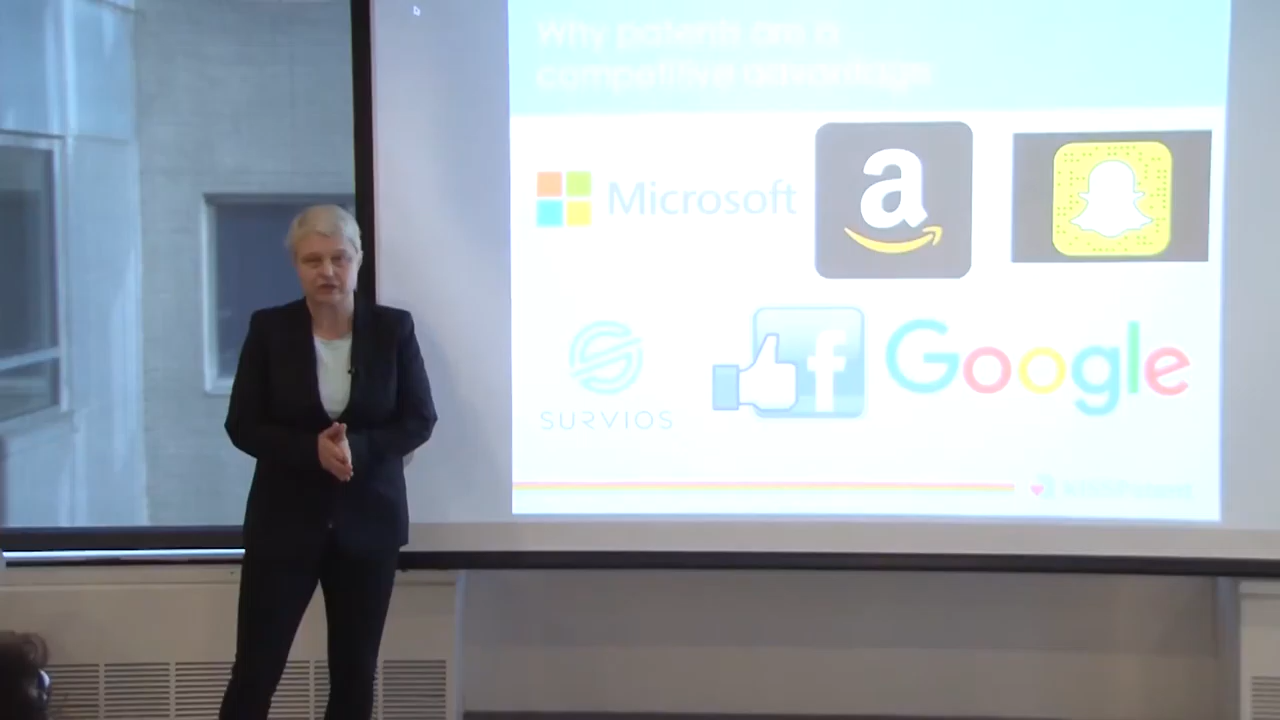 Why patents are a
competitive advantage
Microsoft
a
SURVIOS
f
Google